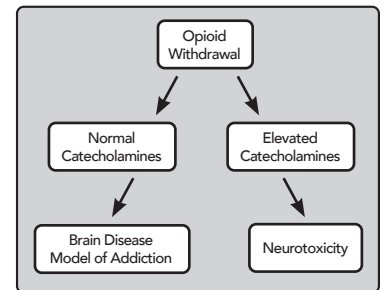 Opioid
Withdrawal
Normal
Catecholamines
Elevated
Catecholamines
Brain Disease
Model of Addiction
Neurotoxicity